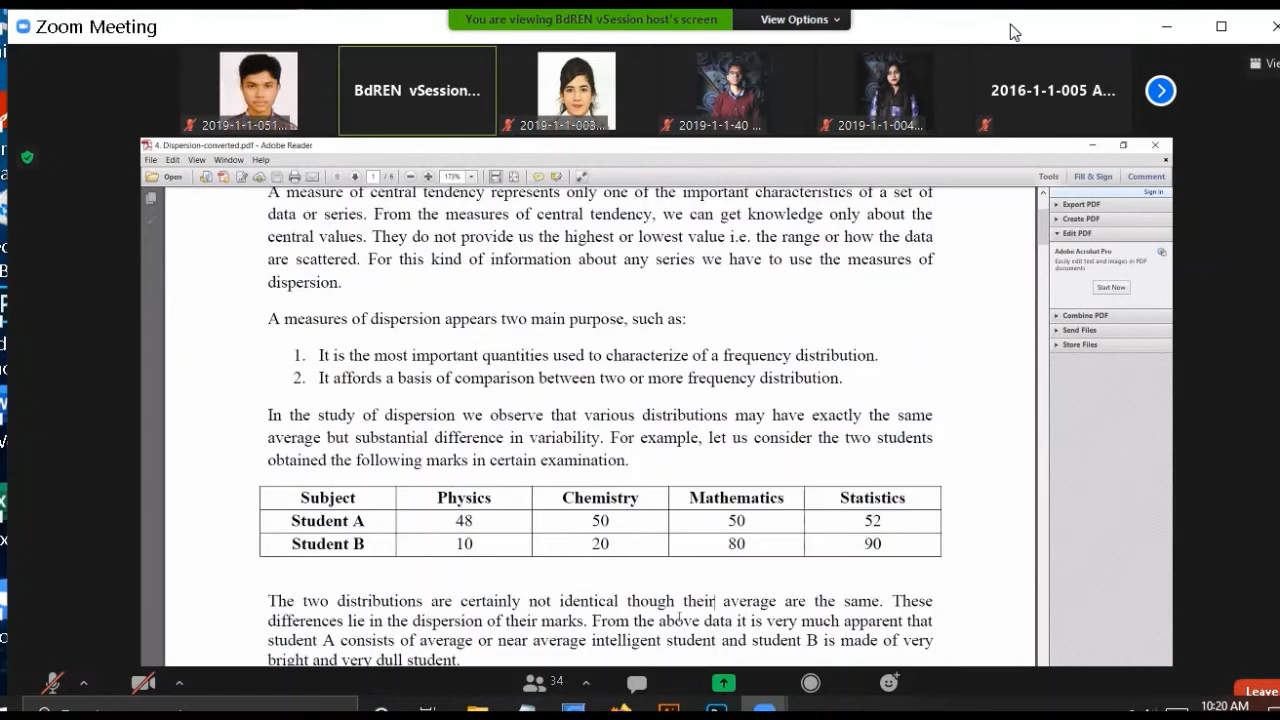 Zoom Meeting
You are viewing BdREN vSession host's screen
View Options
BdREN vSession...
2016-1-1-005 A...
2019-1-1-051...
2019-1-1-003...
2019-1-1-40 ...
2019-1-1-004...
4. Dispersion-converted.pdf - Adobe Reader
File Edit View Window Help
Open
1 / 6
173%
Tools Fill & Sign Comment
Sign In
Export PDF
Create PDF
Edit PDF
Adobe Acrobat Pro
Easily edit text and images in PDF
documents
Start Now
Combine PDF
Send Files
Store Files
A measure of central tendency represents only one of the important characteristics of a set of
data or series. From the measures of central tendency, we can get knowledge only about the
central values. They do not provide us the highest or lowest value i.e. the range or how the data
are scattered. For this kind of information about any series we have to use the measures of
dispersion.
A measures of dispersion appears two main purpose, such as:
1. It is the most important quantities used to characterize of a frequency distribution.
2. It affords a basis of comparison between two or more frequency distribution.
In the study of dispersion we observe that various distributions may have exactly the same
average but substantial difference in variability. For example, let us consider the two students
obtained the following marks in certain examination.
Subject Physics Chemistry Mathematics Statistics
Student A 48 50 50 52
Student B 10 20 80 90
The two distributions are certainly not identical though their average are the same. These
differences lie in the dispersion of their marks. From the above data it is very much apparent that
student A consists of average or near average intelligent student and student B is made of very
bright and very dull student.
34
Leave
10:20 AM